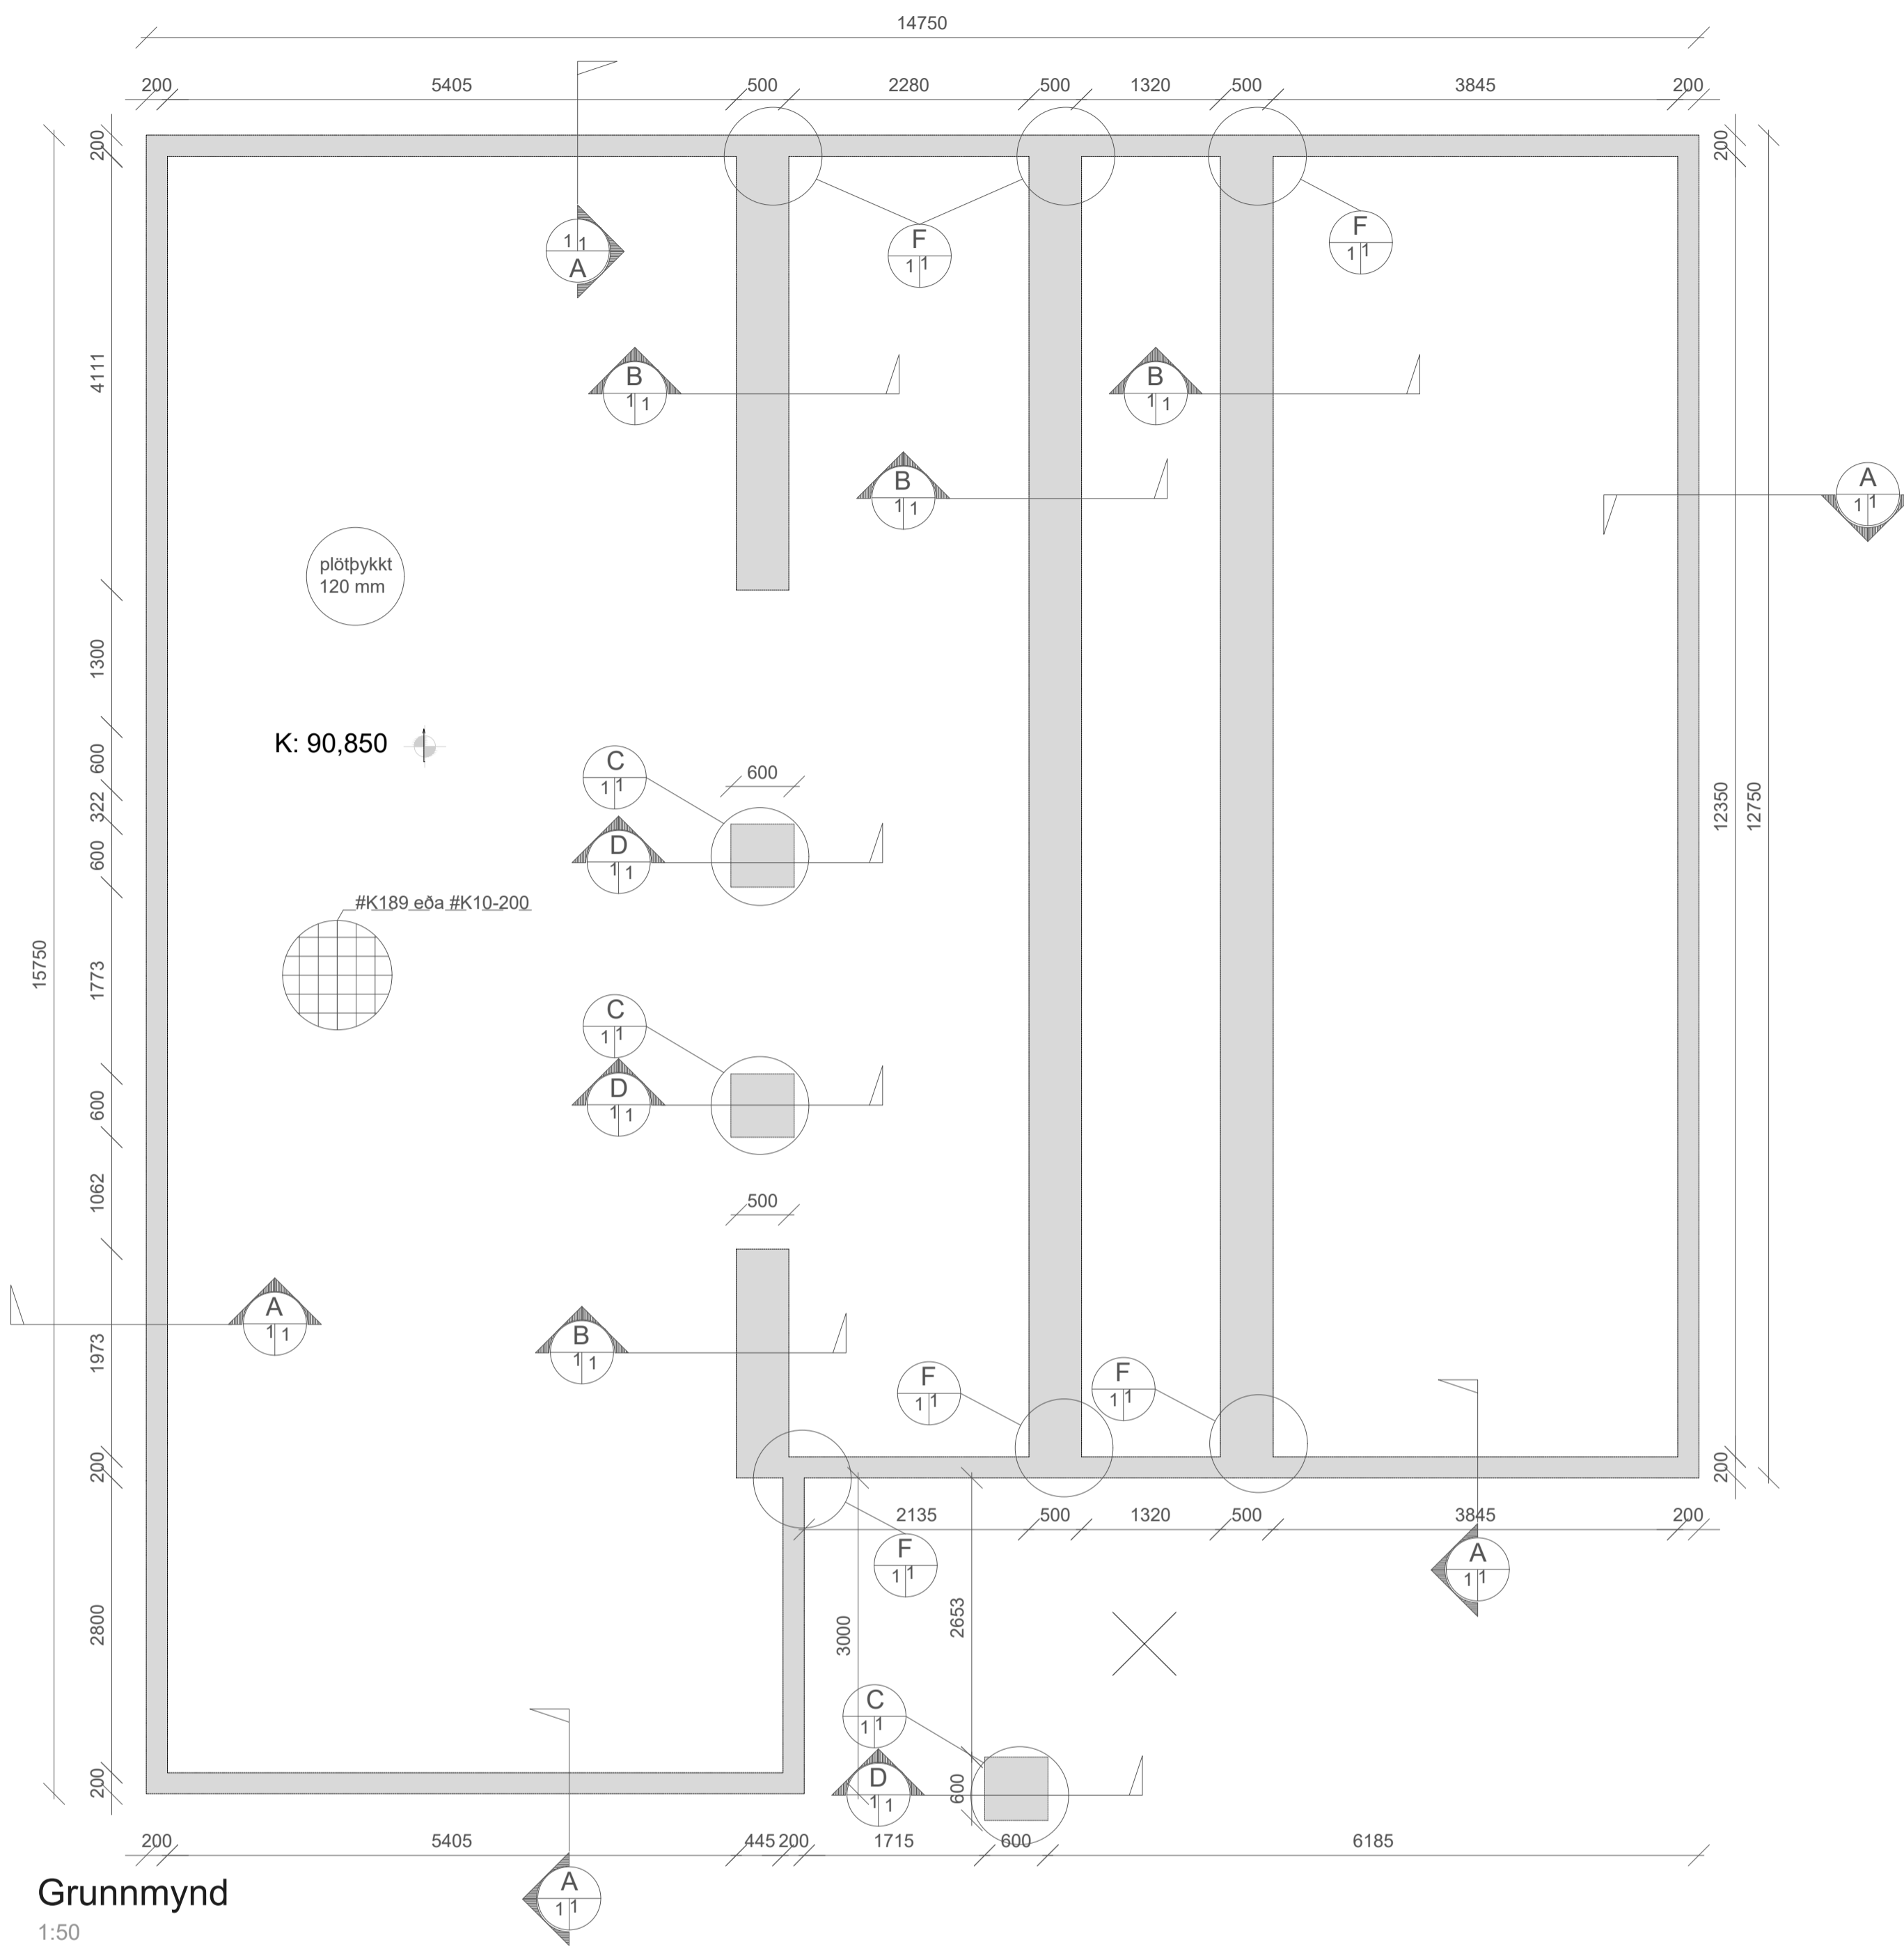 14750
200 5405 500 2280 500 1320 500 3845 200
200
200
1 1
A
F
1 1
F
1 1
4111
B
1 1
B
1 1
B
1 1
A
1 1
plötþykkt
120 mm
1300
K: 90,850
600
C
1 1
600
322
12350
12750
600
D
1 1
#K189 eða #K10-200
15750
1773
C
1 1
600
D
1 1
1062
500
A
1 1
1973
B
1 1
F
1 1
F
1 1
200
200
2135 500 1320 500 3845 200
F
1 1
A
1 1
2800
3000
2653
C
1 1
200
D
1 1
600
200 5405 445 200 1715 600 6185
A
1 1
Grunnmynd
1:50